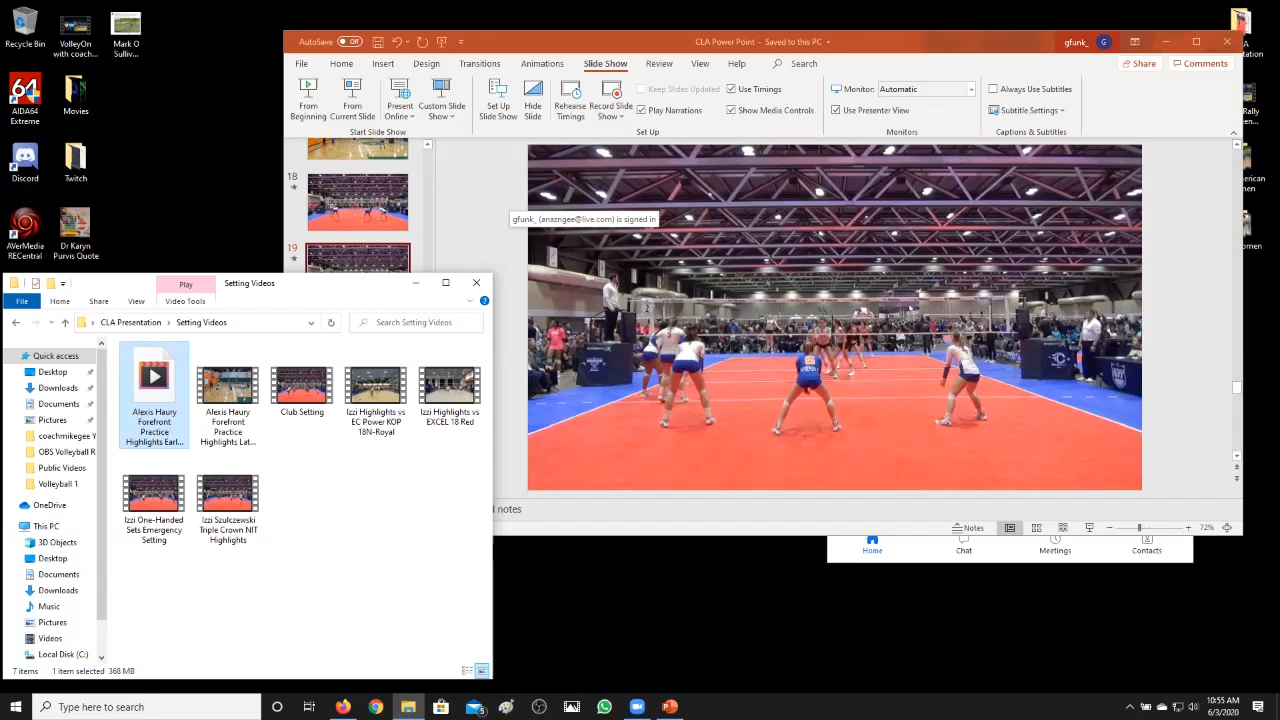 Recycle Bin
VolleyOn
with coach...
Mark O
Sulliv...
AIDA64
Extreme
Movies
Discord
Twitch
AVerMedia
RECentral
Dr Karyn
Purvis Quote
AutoSave Off
CLA Power Point - Saved to this PC
gfunk_ G
File Home Insert Design Transitions Animations Slide Show Review View Help Search
Share Comments
From
Beginning
From
Current Slide
Present
Online
Custom Slide
Show
Start Slide Show
Set Up
Slide Show
Hide
Slide
Rehearse
Timings
Record Slide
Show
Keep Slides Updated
Play Narrations
Use Timings
Show Media Controls
Set Up
Monitor: Automatic
Use Presenter View
Monitors
Always Use Subtitles
Subtitle Settings
Captions & Subtitles
18
19
gfunk_ (anazngee@live.com) is signed in
notes
Notes
72%
Home Chat Meetings Contacts
Play
Setting Videos
File Home Share View Video Tools
CLA Presentation Setting Videos
Search Setting Videos
Quick access
Desktop
Downloads
Documents
Pictures
coachmikegee Y
OBS Volleyball R
Public Videos
Volleyball 1
OneDrive
This PC
3D Objects
Desktop
Documents
Downloads
Music
Pictures
Videos
Local Disk (C:)
Alexis Haury
Forefront
Practice
Highlights Earl...
Alexis Haury
Forefront
Practice
Highlights Lat...
Club Setting
Izzi Highlights vs
EC Power KOP
18N-Royal
Izzi Highlights vs
EXCEL 18 Red
Izzi One-Handed
Sets Emergency
Setting
Izzi Szulczewski
Triple Crown NIT
Highlights
7 items 1 item selected 368 MB
Type here to search
5
10:55 AM
6/3/2020